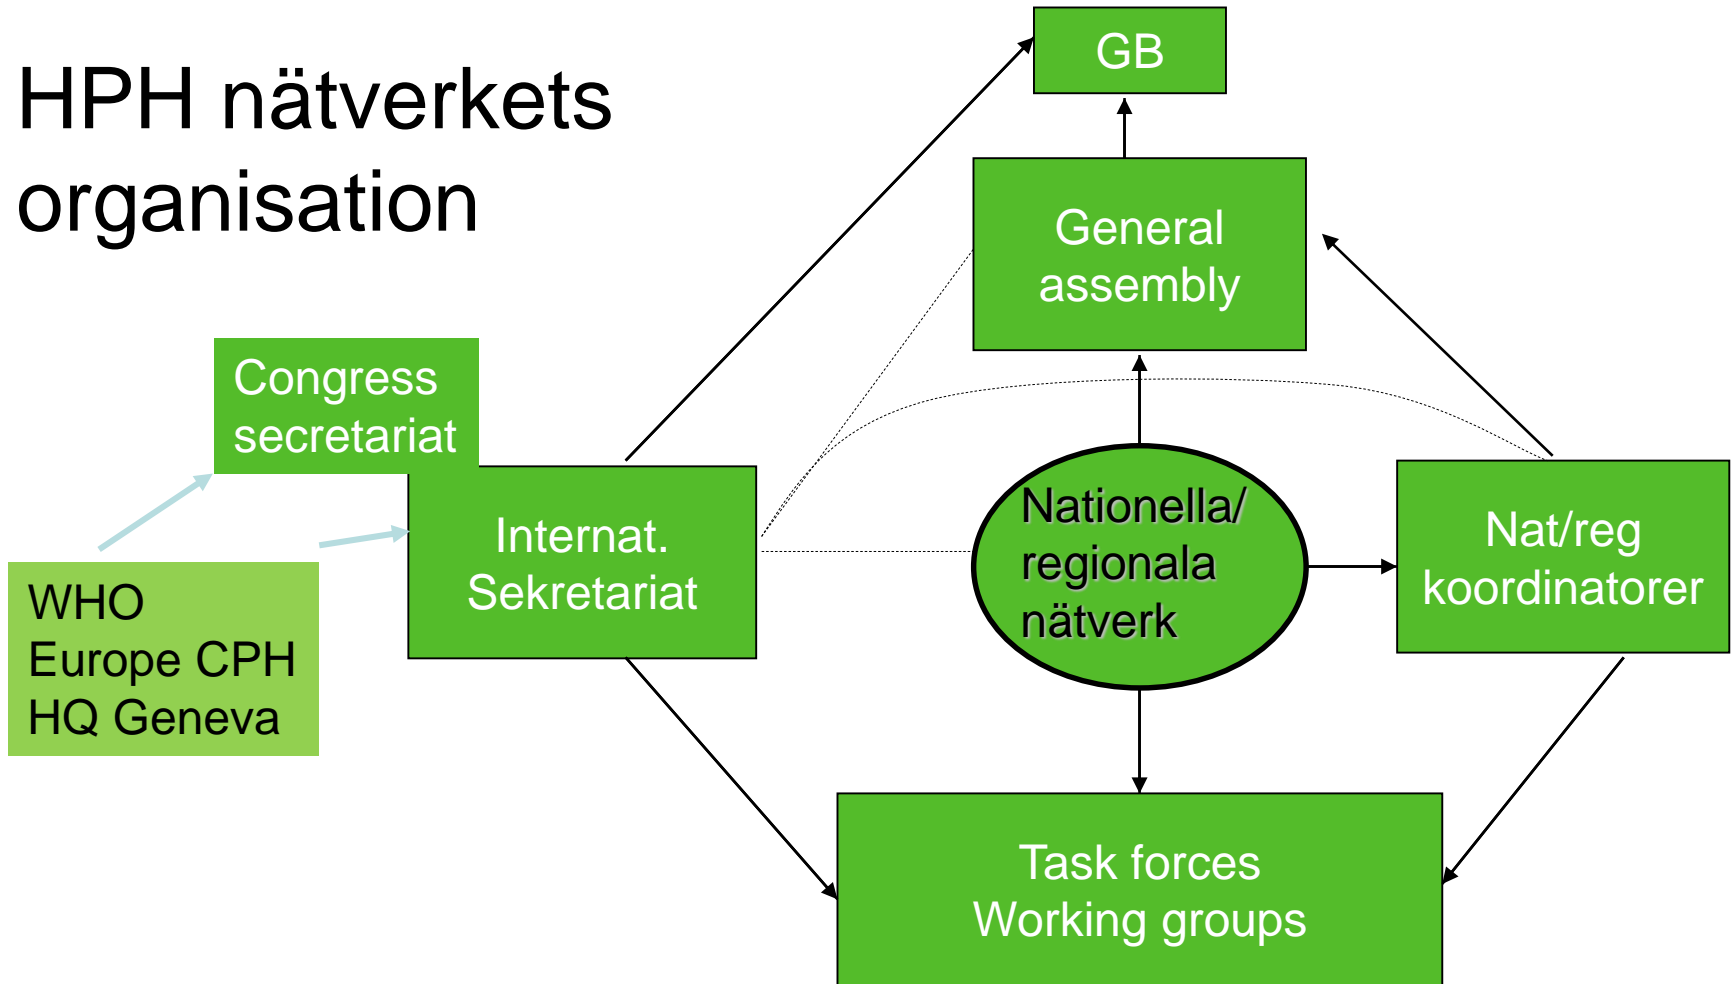 HPH nätverkets
organisation
GB
General
assembly
Congress
secretariat
Internat.
Sekretariat
Nationella/
regionala
nätverk
Nat/reg
koordinatorer
WHO
Europe CPH
HQ Geneva
Task forces
Working groups